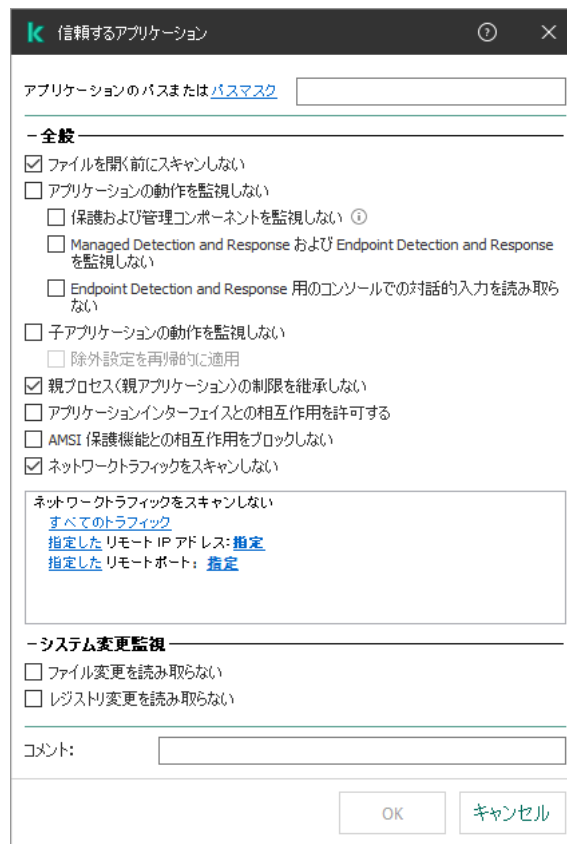 信頼するアプリケーション
アプリケーションのパスまたはパスマスク
全般
ファイルを開く前にスキャンしない
アプリケーションの動作を監視しない
保護および管理コンポーネントを監視しない
Managed Detection and Response および Endpoint Detection and Response
を監視しない
Endpoint Detection and Response 用のコンソールでの対話的入力を読み取ら
ない
子アプリケーションの動作を監視しない
除外設定を再帰的に適用
親プロセス(親アプリケーション)の制限を継承しない
アプリケーションインターフェイスとの相互作用を許可する
AMSI 保護機能との相互作用をブロックしない
ネットワークトラフィックをスキャンしない
ネットワークトラフィックをスキャンしない
すべてのトラフィック
指定した リモート IP アドレス: 指定
指定した リモートポート: 指定
システム変更監視
ファイル変更を読み取らない
レジストリ変更を読み取らない
コメント:
OK
キャンセル